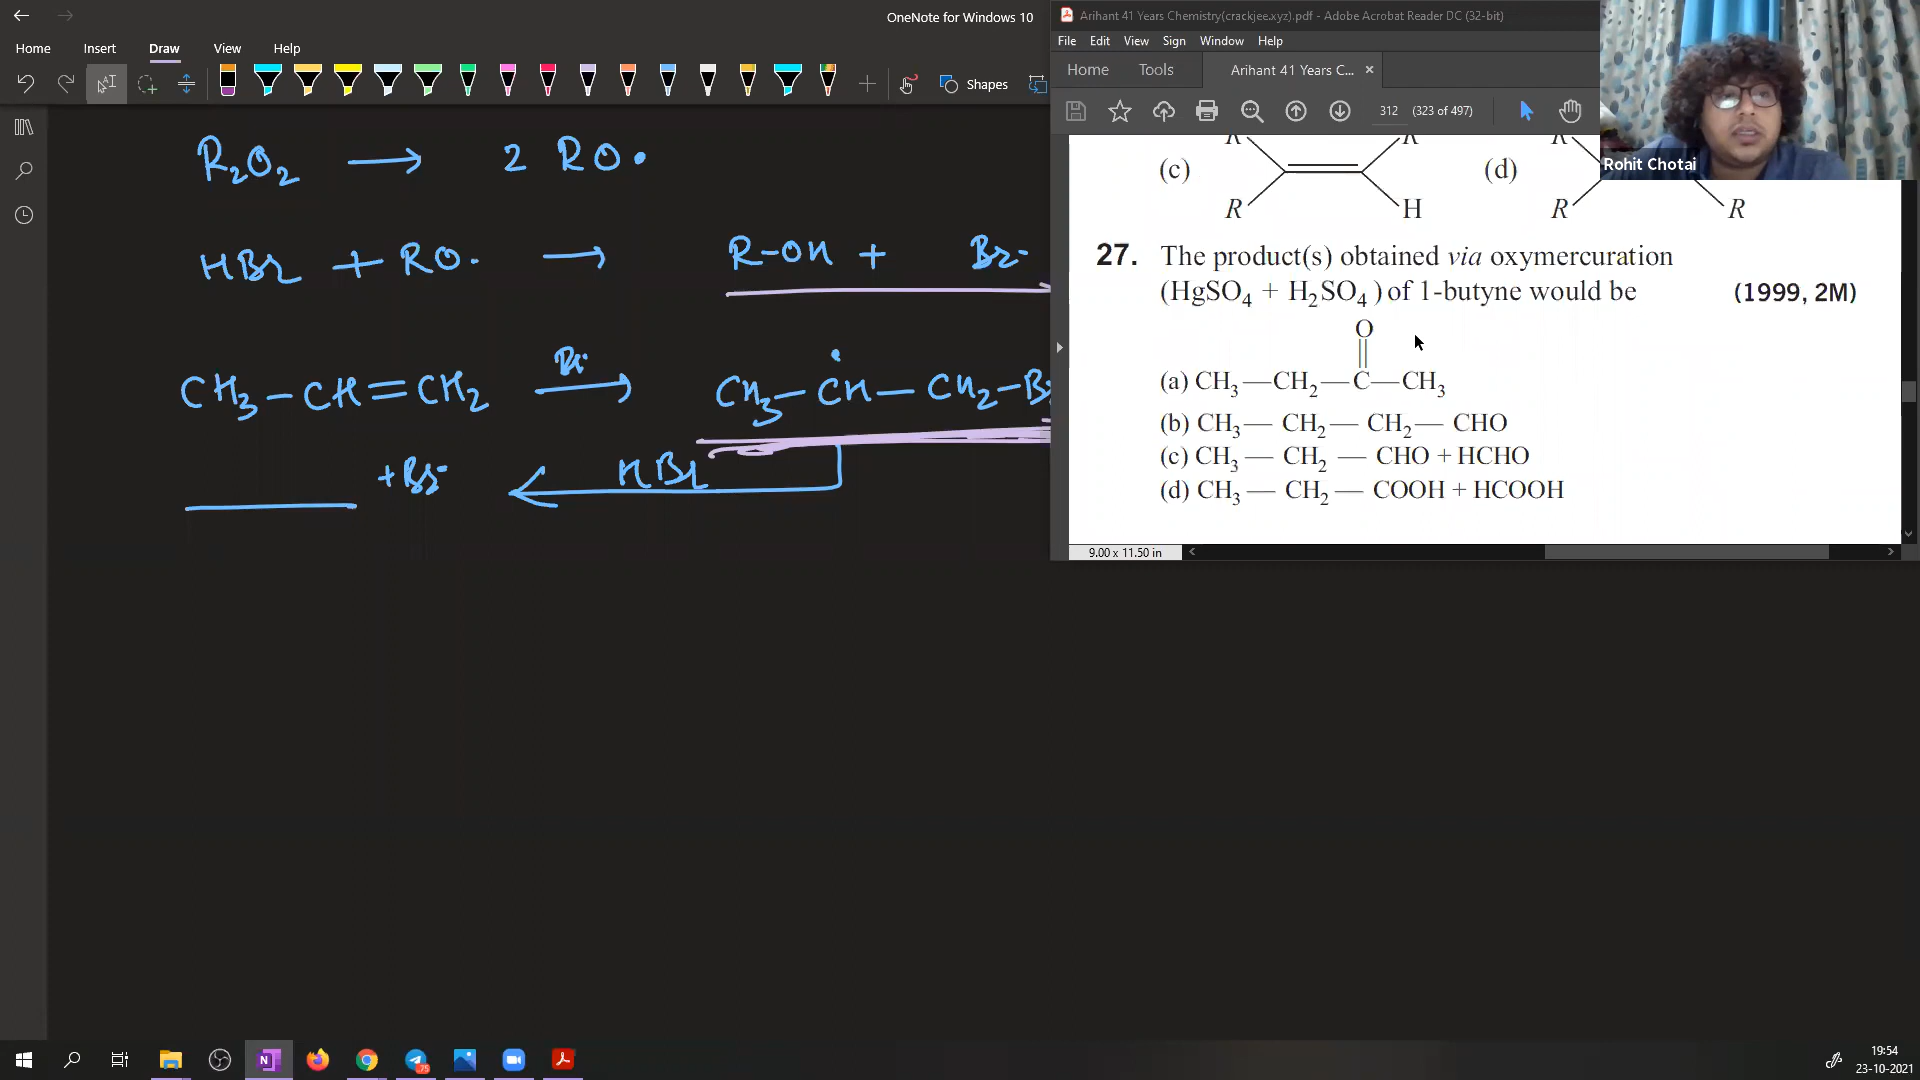 OneNote for Windows 10
Home Insert Draw View Help
Shapes
R₂O₂ → 2 RO•
HBr + RO• → R-OH + Br•
CH₃-CH=CH₂ Br• → CH₃-ĊH-CH₂-Br
+Br• ← HBr
Arihant 41 Years Chemistry(crackjee.xyz).pdf - Adobe Acrobat Reader DC (32-bit)
File Edit View Sign Window Help
Home Tools Arihant 41 Years C... ×
312 (323 of 497)
Rohit Chotai
R R R
(c) (d)
R H R R
27. The product(s) obtained via oxymercuration
(HgSO₄ + H₂SO₄) of 1-butyne would be (1999, 2M)
O
(a) CH₃—CH₂—C—CH₃
(b) CH₃— CH₂— CH₂— CHO
(c) CH₃— CH₂ — CHO + HCHO
(d) CH₃— CH₂— COOH + HCOOH
9.00 x 11.50 in
75
19:54
23-10-2021